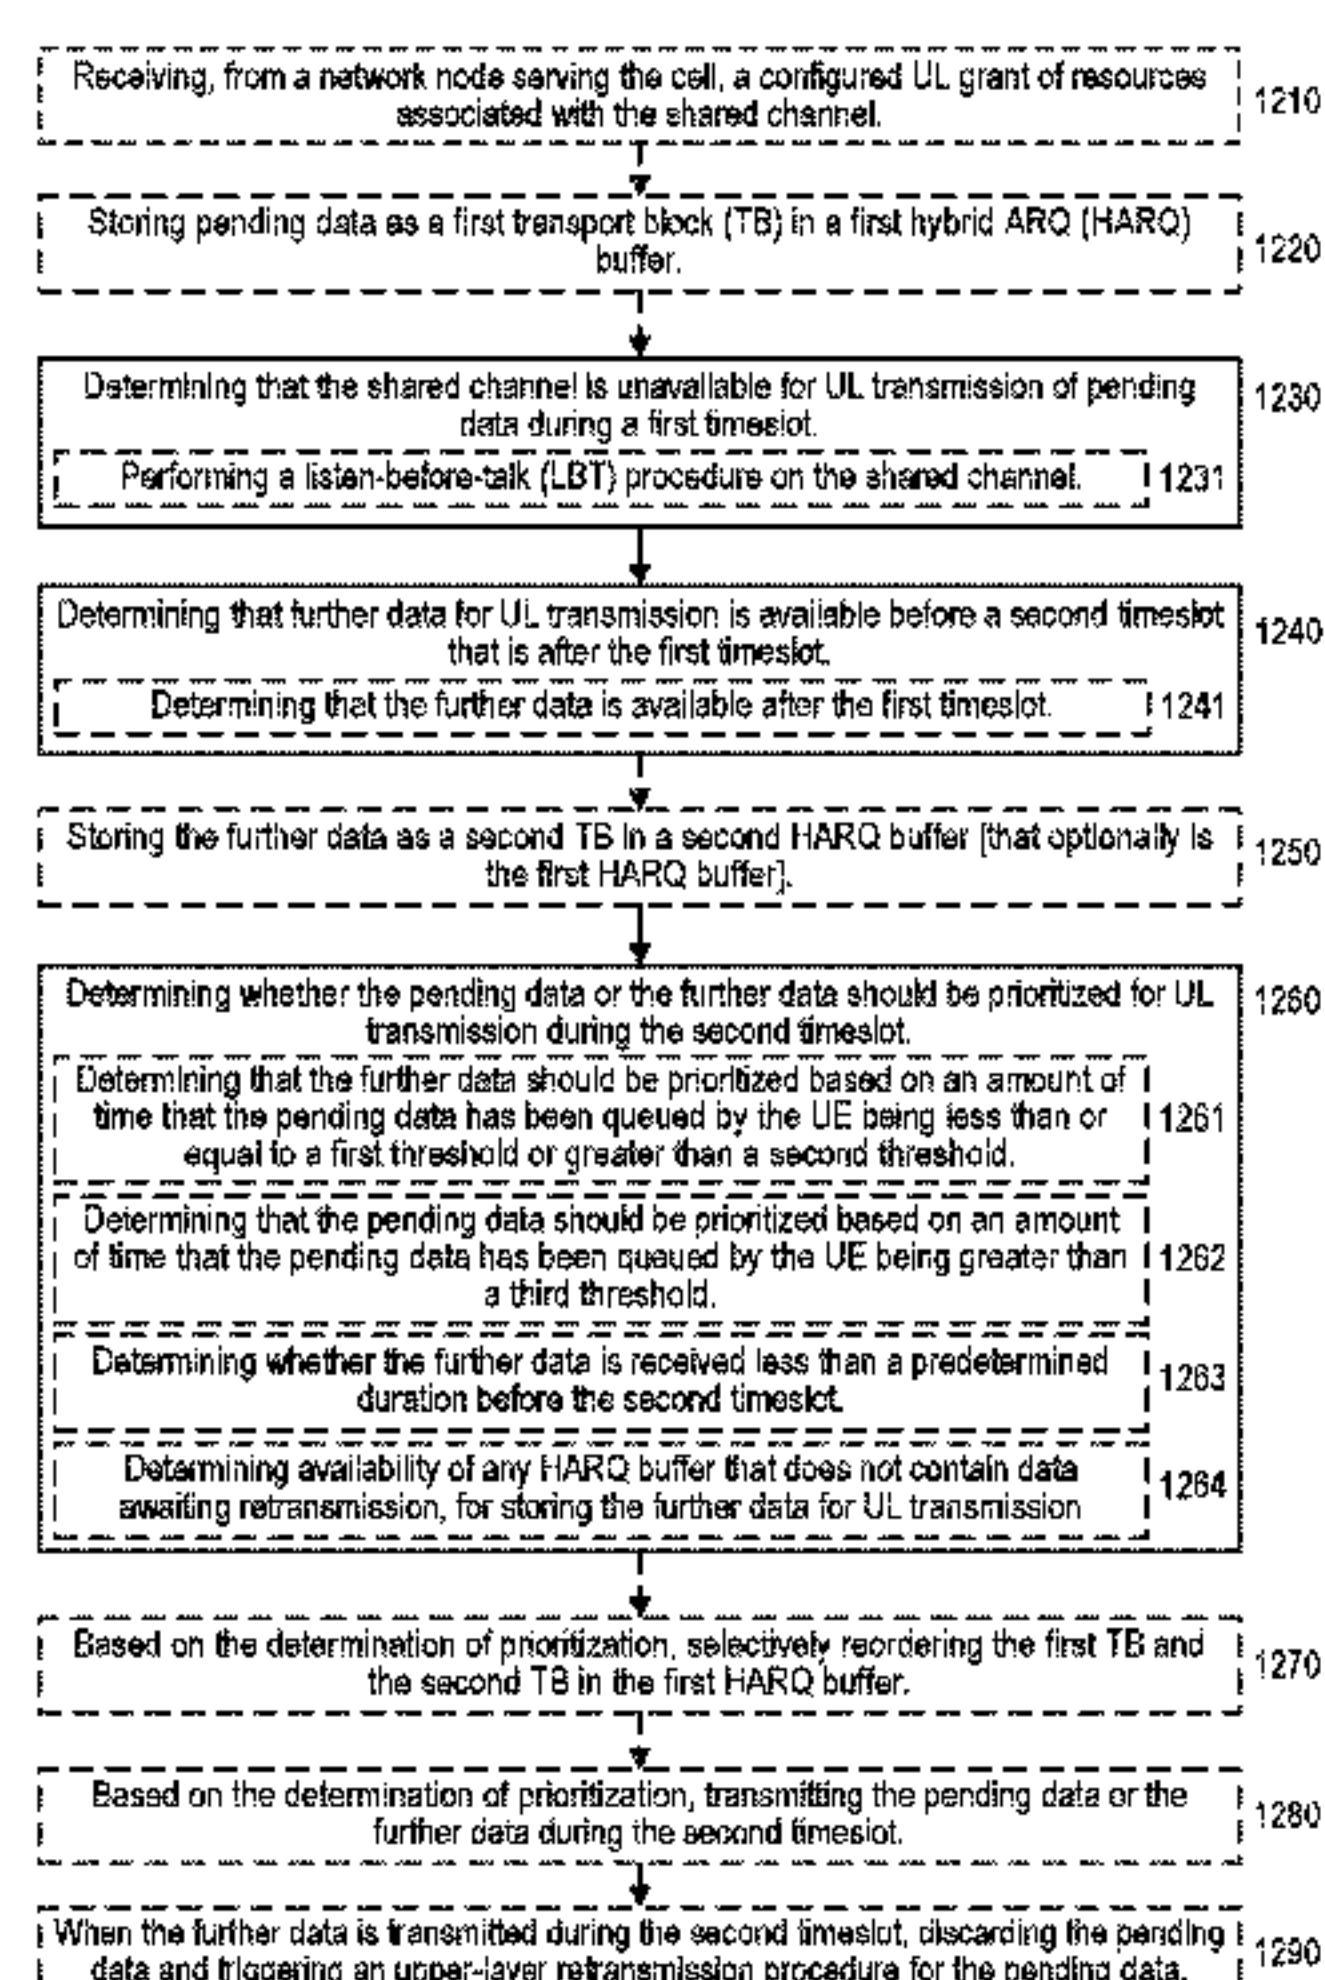 Receiving, from a network node serving the cell, a configured UL grant of resources
associated with the shared channel.
1210
Storing pending data as a first transport block (TB) in a first hybrid ARQ (HARQ)
buffer.
1220
Determining that the shared channel is unavailable for UL transmission of pending
data during a first timeslot.
1230
Performing a listen-before-talk (LBT) procedure on the shared channel.
1231
Determining that further data for UL transmission is available before a second timeslot
that is after the first timeslot.
1240
Determining that the further data is available after the first timeslot.
1241
Storing the further data as a second TB in a second HARQ buffer [that optionally is
the first HARQ buffer].
1250
Determining whether the pending data or the further data should be prioritized for UL
transmission during the second timeslot.
1260
Determining that the further data should be prioritized based on an amount of
time that the pending data has been queued by the UE being less than or
equal to a first threshold or greater than a second threshold.
1261
Determining that the pending data should be prioritized based on an amount
of time that the pending data has been queued by the UE being greater than
a third threshold.
1262
Determining whether the further data is received less than a predetermined
duration before the second timeslot.
1263
Determining availability of any HARQ buffer that does not contain data
awaiting retransmission, for storing the further data for UL transmission
1264
Based on the determination of prioritization, selectively reordering the first TB and
the second TB in the first HARQ buffer.
1270
Based on the determination of prioritization, transmitting the pending data or the
further data during the second timeslot.
1280
When the further data is transmitted during the second timeslot, discarding the pending
data and triggering an upper-layer retransmission procedure for the pending data.
1290